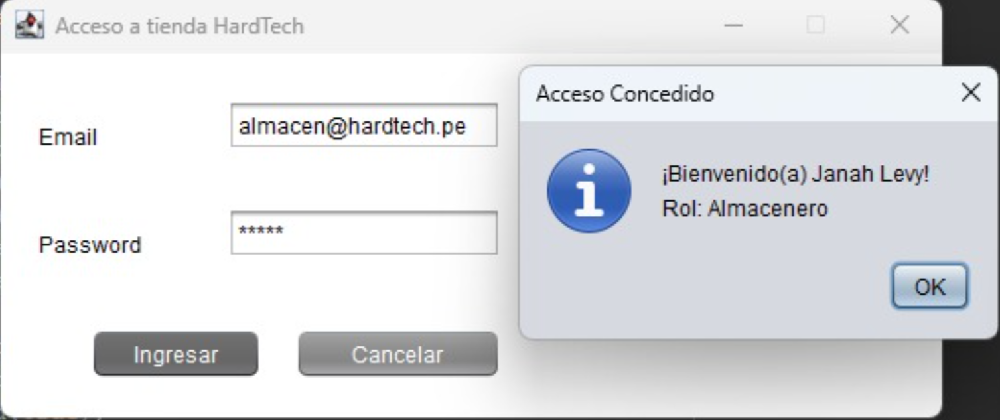 Acceso a tienda HardTech
Email
almacen@hardtech.pe
Password
*****
Ingresar
Cancelar
Acceso Concedido
¡Bienvenido(a) Janah Levy!
Rol: Almacenero
OK